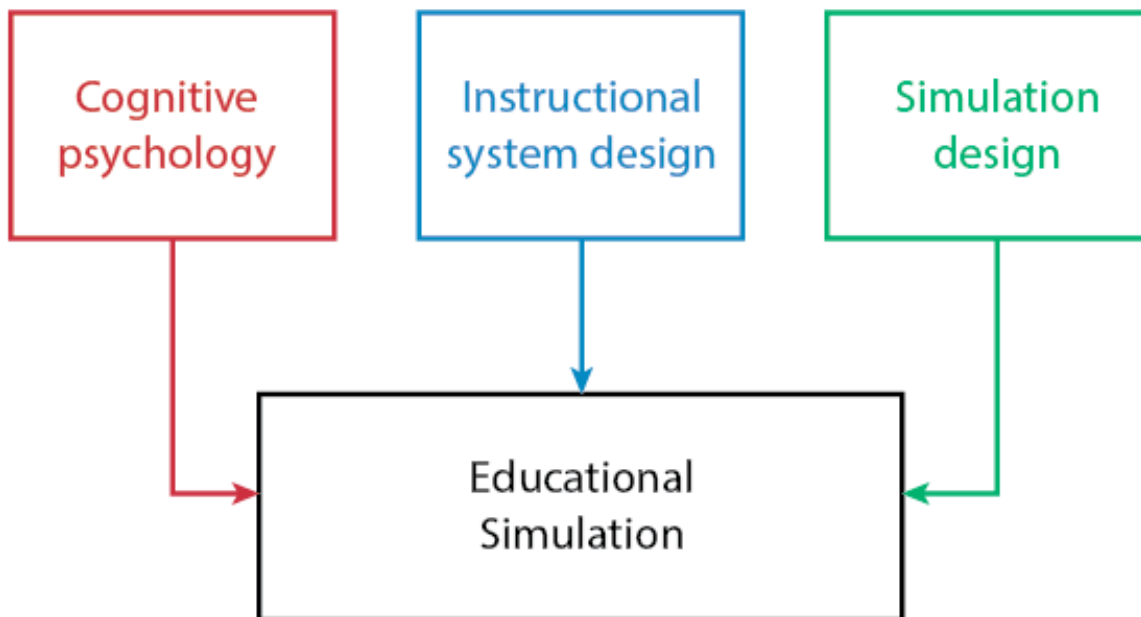 Cognitive
psychology
Instructional
system design
Simulation
design
Educational
Simulation